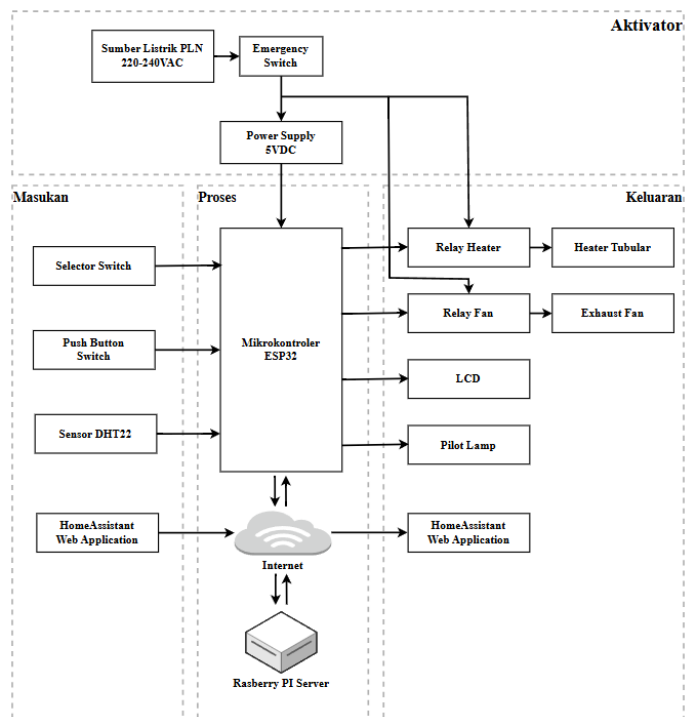 Aktivator
Sumber Listrik PLN
220-240VAC
Emergency
Switch
Power Supply
5VDC
Masukan
Proses
Keluaran
Selector Switch
Push Button
Switch
Sensor DHT22
HomeAssistant
Web Application
Mikrokontroler
ESP32
Internet
Rasberry PI Server
Relay Heater
Heater Tubular
Relay Fan
Exhaust Fan
LCD
Pilot Lamp
HomeAssistant
Web Application